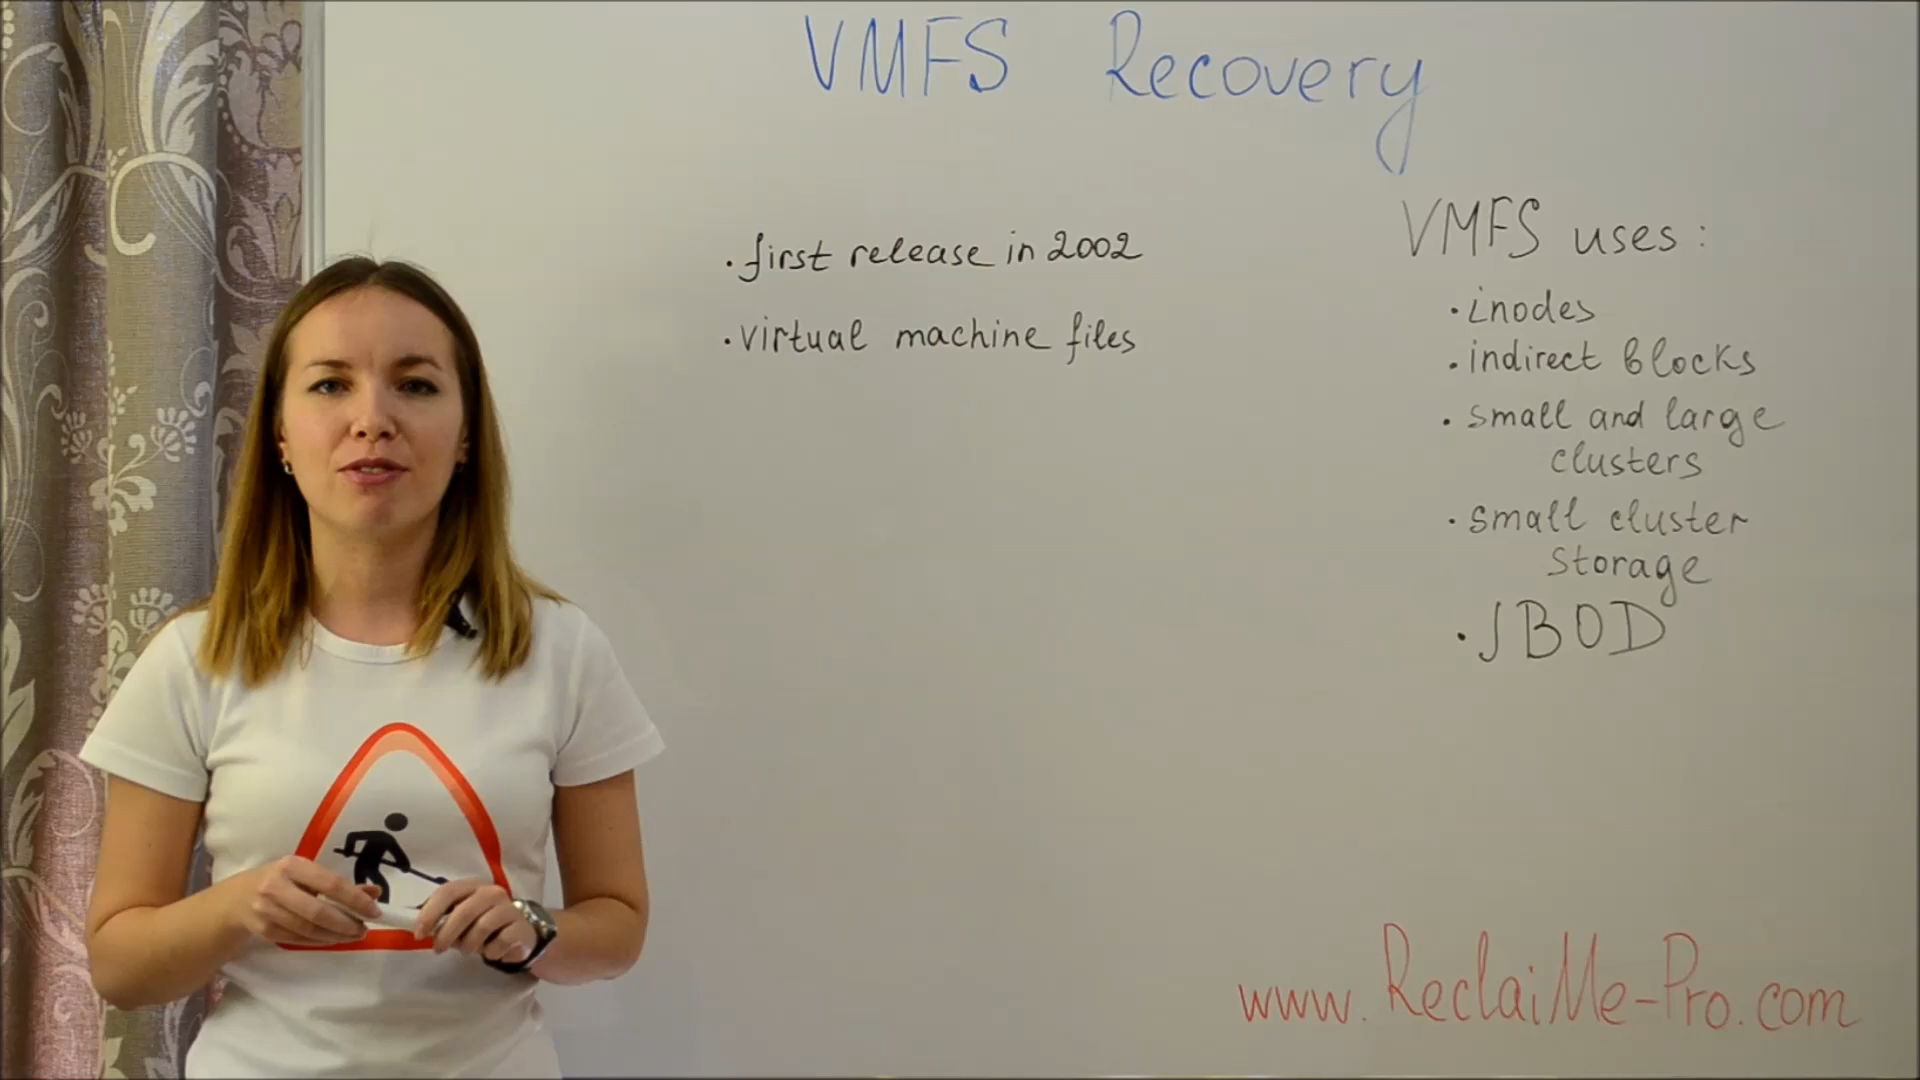 VMFS Recovery
· first release in 2002
· virtual machine files
VMFS uses:
· inodes
· indirect blocks
· small and large
clusters
· small cluster
storage
· JBOD
www.ReclaiMe-Pro.com